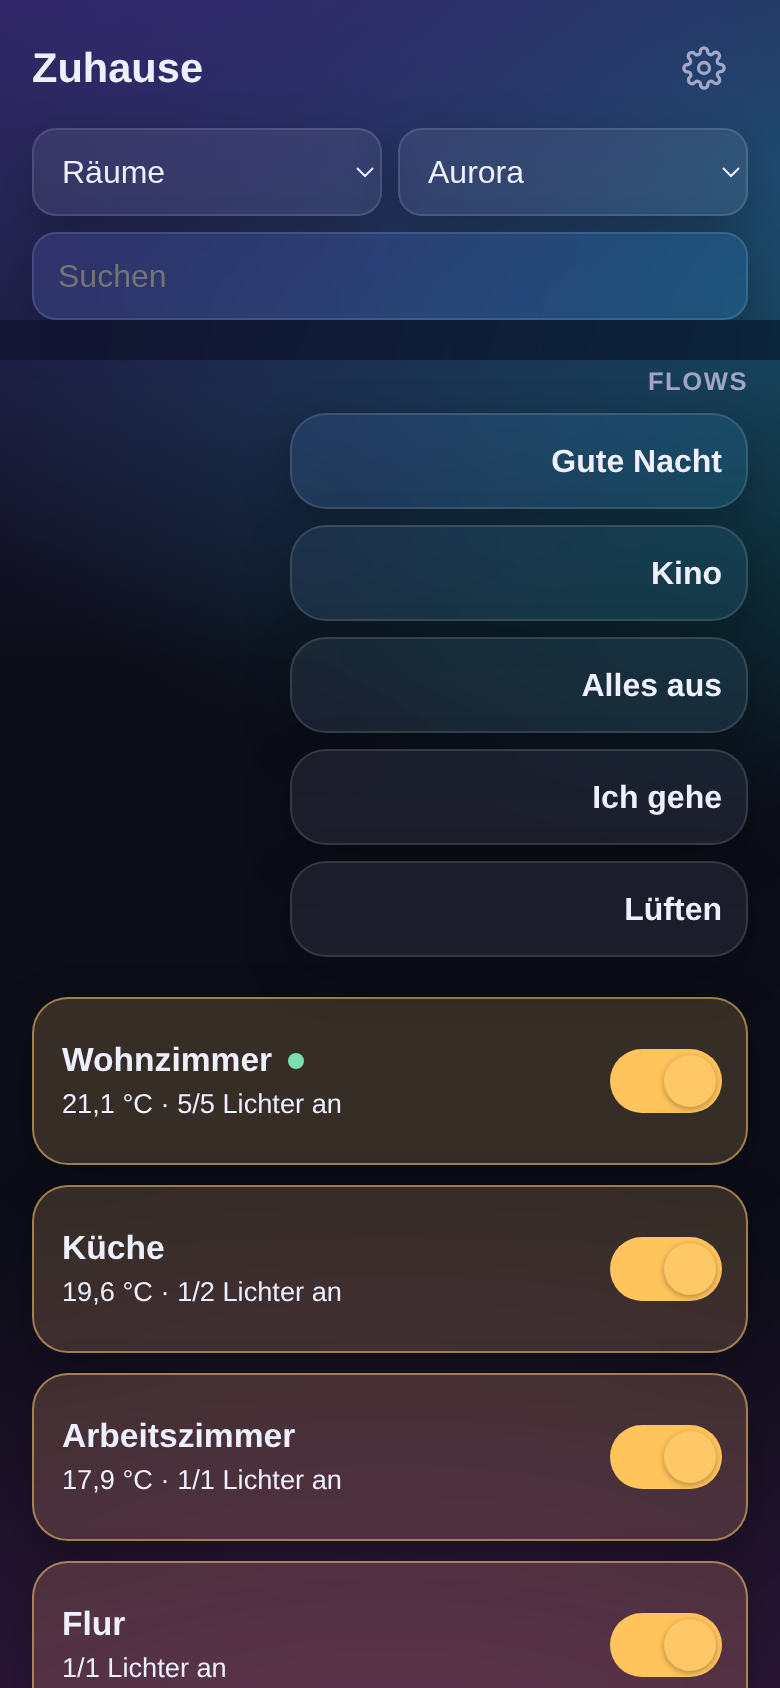 Zuhause
Räume
Aurora
Suchen
FLOWS
Gute Nacht
Kino
Alles aus
Ich gehe
Lüften
Wohnzimmer
21,1 °C · 5/5 Lichter an
Küche
19,6 °C · 1/2 Lichter an
Arbeitszimmer
17,9 °C · 1/1 Lichter an
Flur
1/1 Lichter an